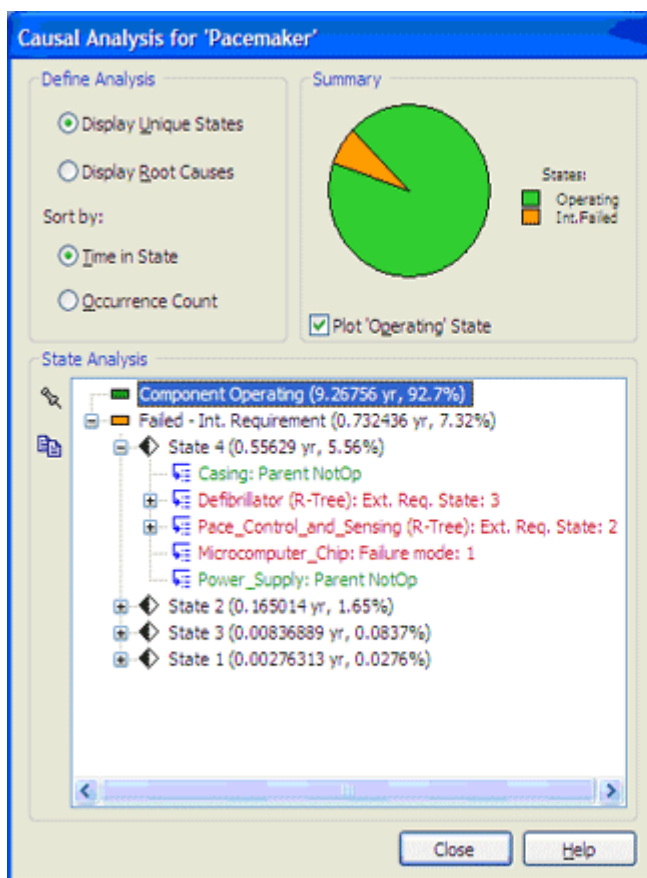 Causal Analysis for 'Pacemaker'
Define Analysis
Display Unique States
Display Root Causes
Sort by:
Time in State
Occurrence Count
Summary
States:
Operating
Int.Failed
Plot 'Operating' State
State Analysis
Component Operating (9.26756 yr, 92.7%)
Failed - Int. Requirement (0.732436 yr, 7.32%)
State 4 (0.55629 yr, 5.56%)
Casing: Parent NotOp
Defibrillator (R-Tree): Ext. Req. State: 3
Pace_Control_and_Sensing (R-Tree): Ext. Req. State: 2
Microcomputer_Chip: Failure mode: 1
Power_Supply: Parent NotOp
State 2 (0.165014 yr, 1.65%)
State 3 (0.00836889 yr, 0.0837%)
State 1 (0.00276313 yr, 0.0276%)
Close
Help